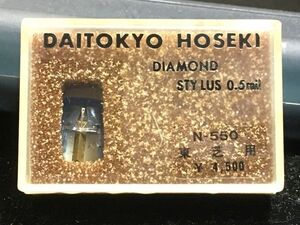 DAITOKYO HOSEKI
DIAMOND
STYLUS 0.5mil
N-550
東芝用
¥ 4,500